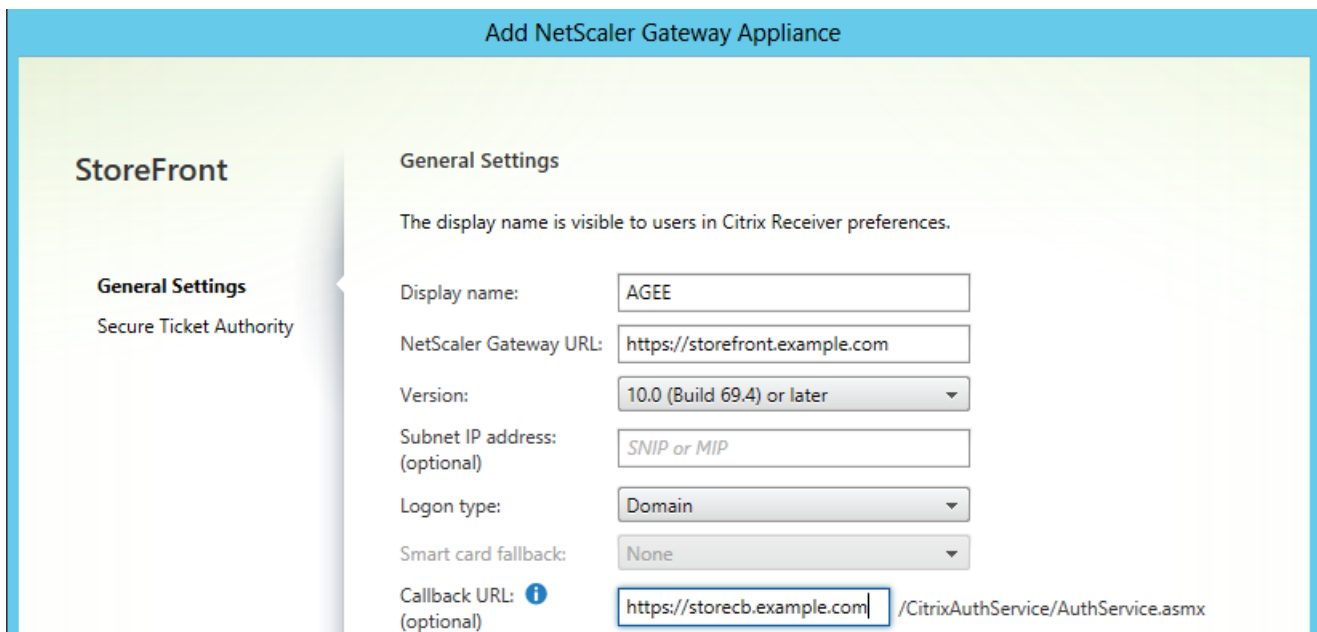 Add NetScaler Gateway Appliance
StoreFront
General Settings
Secure Ticket Authority
General Settings
The display name is visible to users in Citrix Receiver preferences.
Display name: AGEE
NetScaler Gateway URL: https://storefront.example.com
Version: 10.0 (Build 69.4) or later
Subnet IP address:
(optional) SNIP or MIP
Logon type: Domain
Smart card fallback: None
Callback URL: i
(optional) https://storecb.example.com /CitrixAuthService/AuthService.asmx